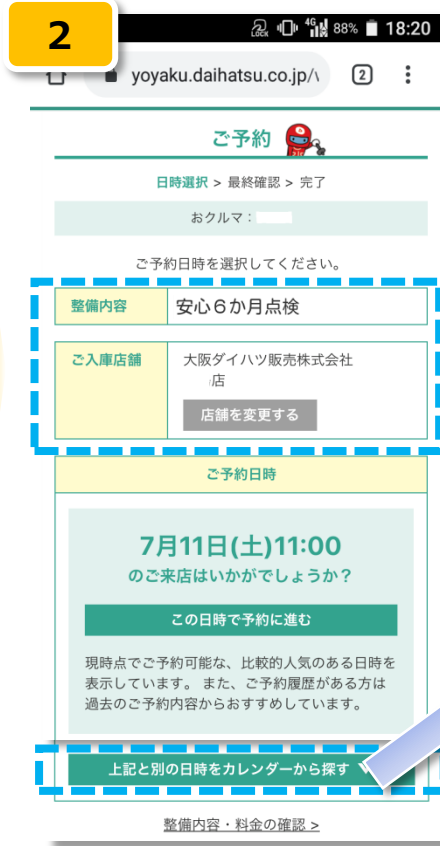 2
LOCK 4G 88% 18:20
yoyaku.daihatsu.co.jp/ 2
ご予約
日時選択 > 最終確認 > 完了
おクルマ：
ご予約日時を選択してください。
整備内容 安心６か月点検
ご入庫店舗 大阪ダイハツ販売株式会社
店
店舗を変更する
ご予約日時
7月11日(土)11:00
のご来店はいかがでしょうか？
この日時で予約に進む
現時点でご予約可能な、比較的人気のある日時を
表示しています。 また、ご予約履歴がある方は
過去のご予約内容からおすすめしています。
上記と別の日時をカレンダーから探す
整備内容・料金の確認 >